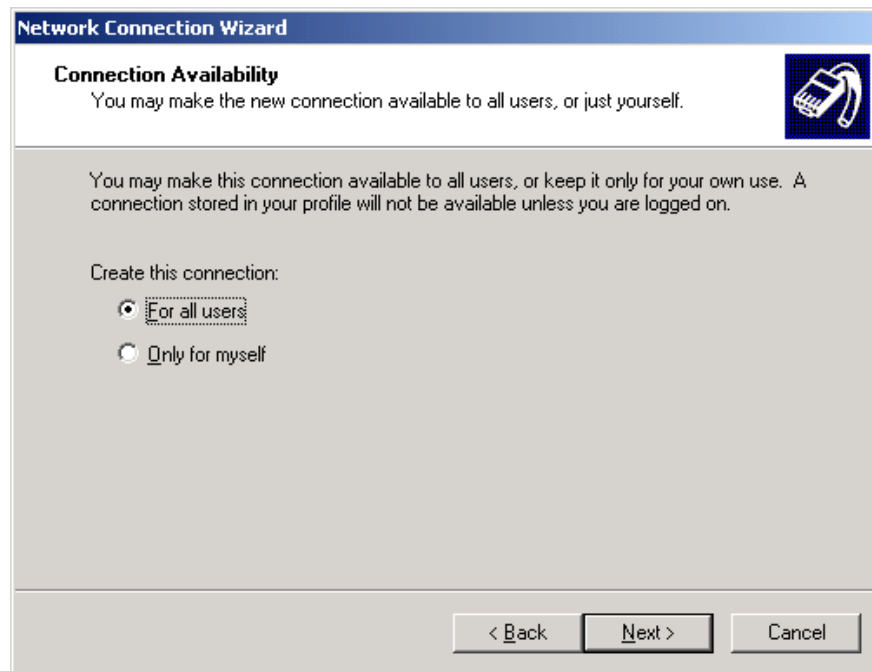 Network Connection Wizard
Connection Availability
You may make the new connection available to all users, or just yourself.
You may make this connection available to all users, or keep it only for your own use.  A
connection stored in your profile will not be available unless you are logged on.
Create this connection:
For all users
Only for myself
< Back
Next >
Cancel